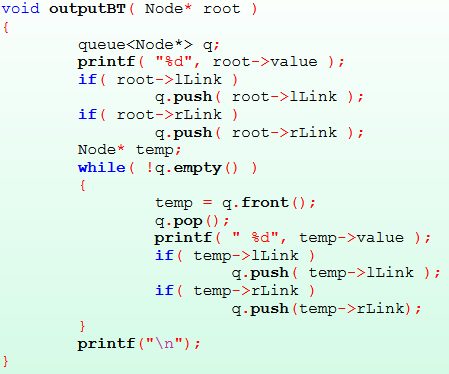 void outputBT( Node* root )
{
        queue<Node*> q;
        printf( "%d", root->value );
        if( root->lLink )
                q.push( root->lLink );
        if( root->rLink )
                q.push( root->rLink );
        Node* temp;
        while( !q.empty() )
        {
                temp = q.front();
                q.pop();
                printf( " %d", temp->value );
                if( temp->lLink )
                        q.push( temp->lLink );
                if( temp->rLink )
                        q.push(temp->rLink);
        }
        printf("\n");
}